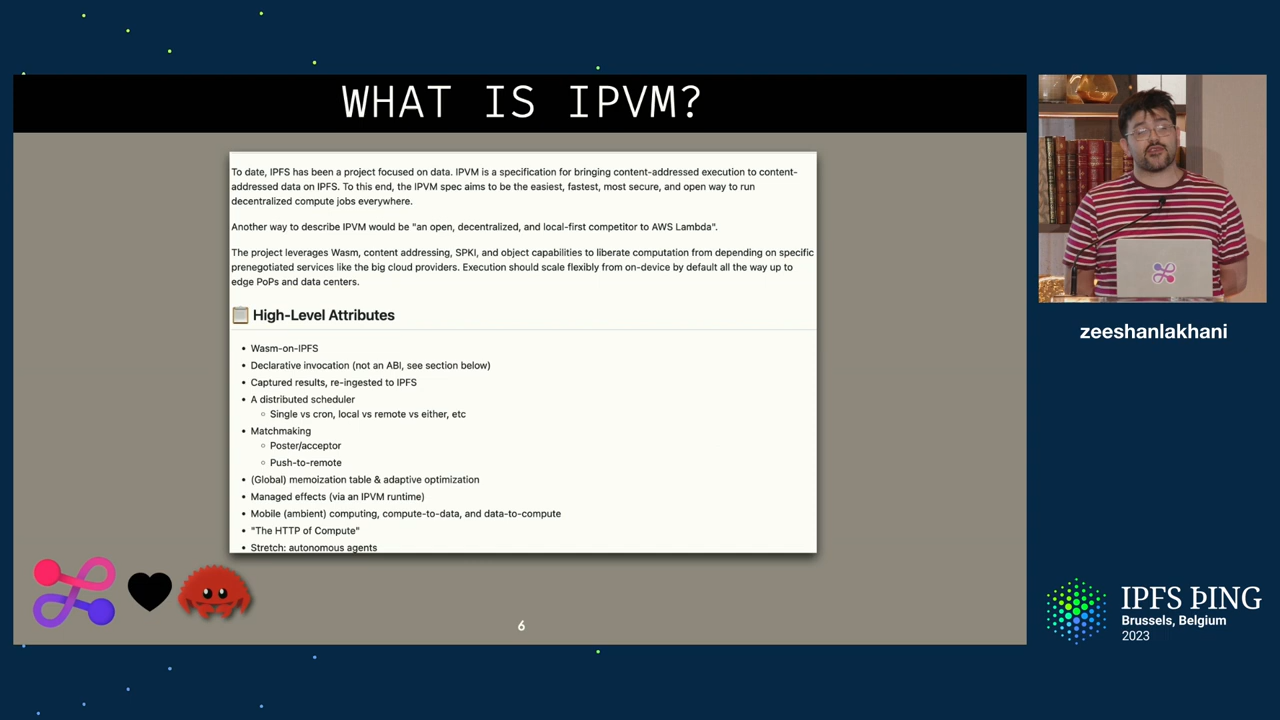 WHAT IS IPVM?
To date, IPFS has been a project focused on data. IPVM is a specification for bringing content-addressed execution to content-
addressed data on IPFS. To this end, the IPVM spec aims to be the easiest, fastest, most secure, and open way to run
decentralized compute jobs everywhere.
Another way to describe IPVM would be "an open, decentralized, and local-first competitor to AWS Lambda".
The project leverages Wasm, content addressing, SPKI, and object capabilities to liberate computation from depending on specific
prenegotiated services like the big cloud providers. Execution should scale flexibly from on-device by default all the way up to
edge PoPs and data centers.
📋 High-Level Attributes
• Wasm-on-IPFS
• Declarative invocation (not an ABI, see section below)
• Captured results, re-ingested to IPFS
• A distributed scheduler
◦ Single vs cron, local vs remote vs either, etc
• Matchmaking
◦ Poster/acceptor
◦ Push-to-remote
• (Global) memoization table & adaptive optimization
• Managed effects (via an IPVM runtime)
• Mobile (ambient) computing, compute-to-data, and data-to-compute
• "The HTTP of Compute"
• Stretch: autonomous agents
6
zeeshanlakhani
IPFS ÞING
Brussels, Belgium
2023